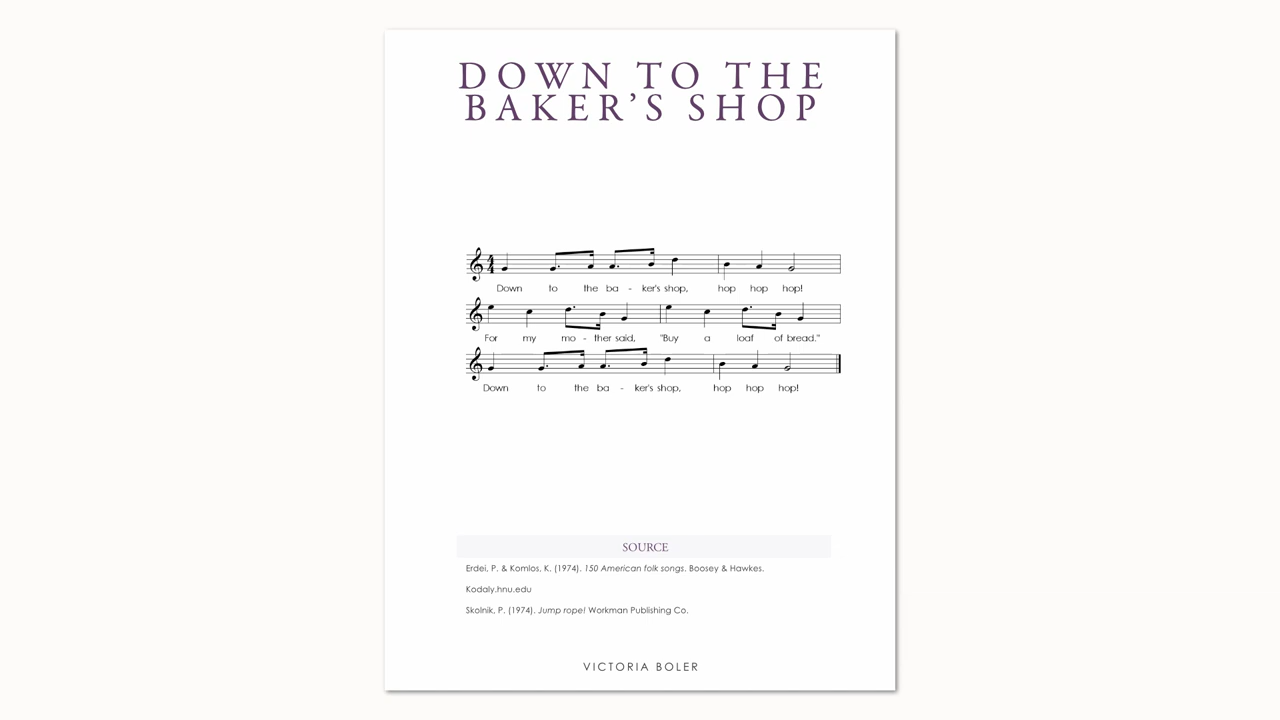 DOWN TO THE
BAKER'S SHOP
4
4
Down to the ba - ker's shop, hop hop hop!
For my mo - ther said, "Buy a loaf of bread."
Down to the ba - ker's shop, hop hop hop!
SOURCE
Erdei, P. & Komlos, K. (1974). 150 American folk songs. Boosey & Hawkes.
Kodaly.hnu.edu
Skolnik, P. (1974). Jump rope! Workman Publishing Co.
VICTORIA BOLER